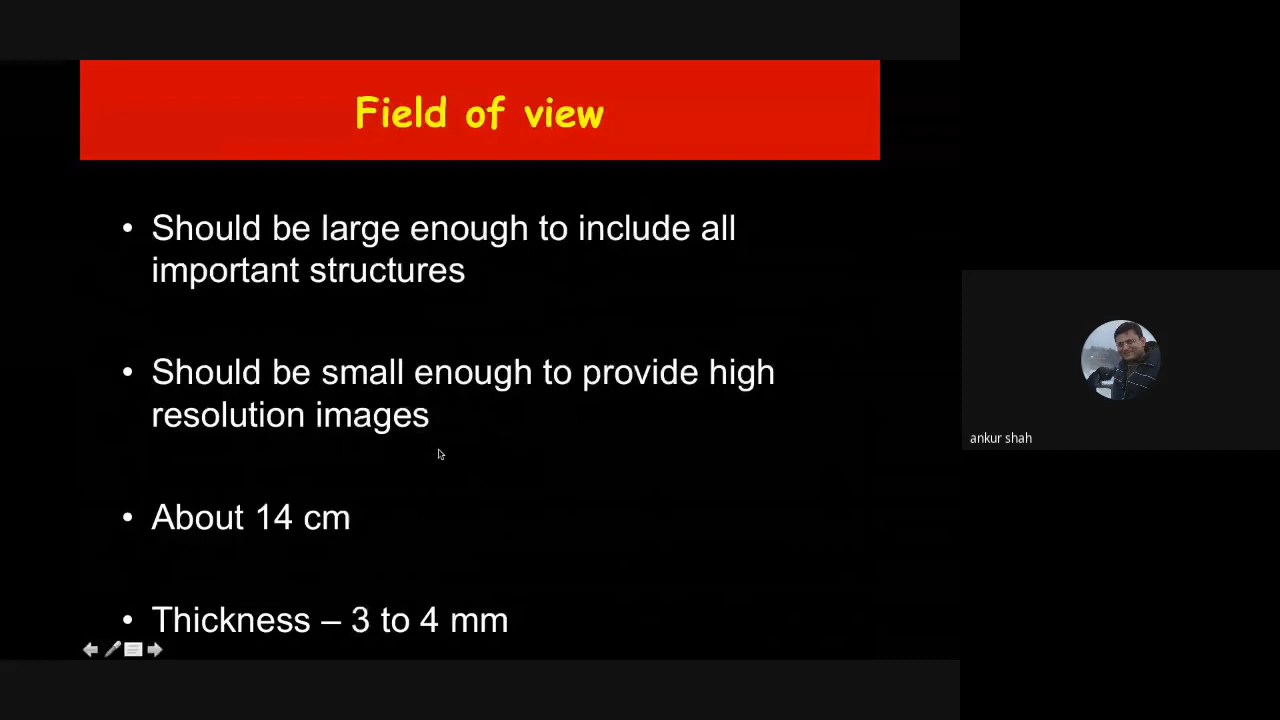 Field of view
• Should be large enough to include all
important structures
• Should be small enough to provide high
resolution images
• About 14 cm
• Thickness – 3 to 4 mm
ankur shah